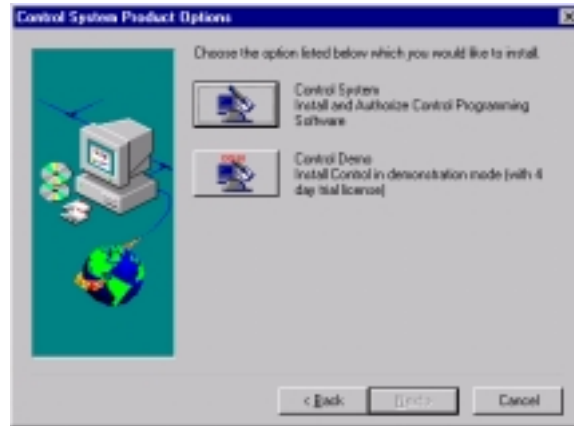 Control System Product Options
Choose the option listed below which you would like to install.
Control System
Install and Authorize Control Programming
Software
Control Demo
Install Control in demonstration mode (with 4
day trial license)
< Back
Next >
Cancel